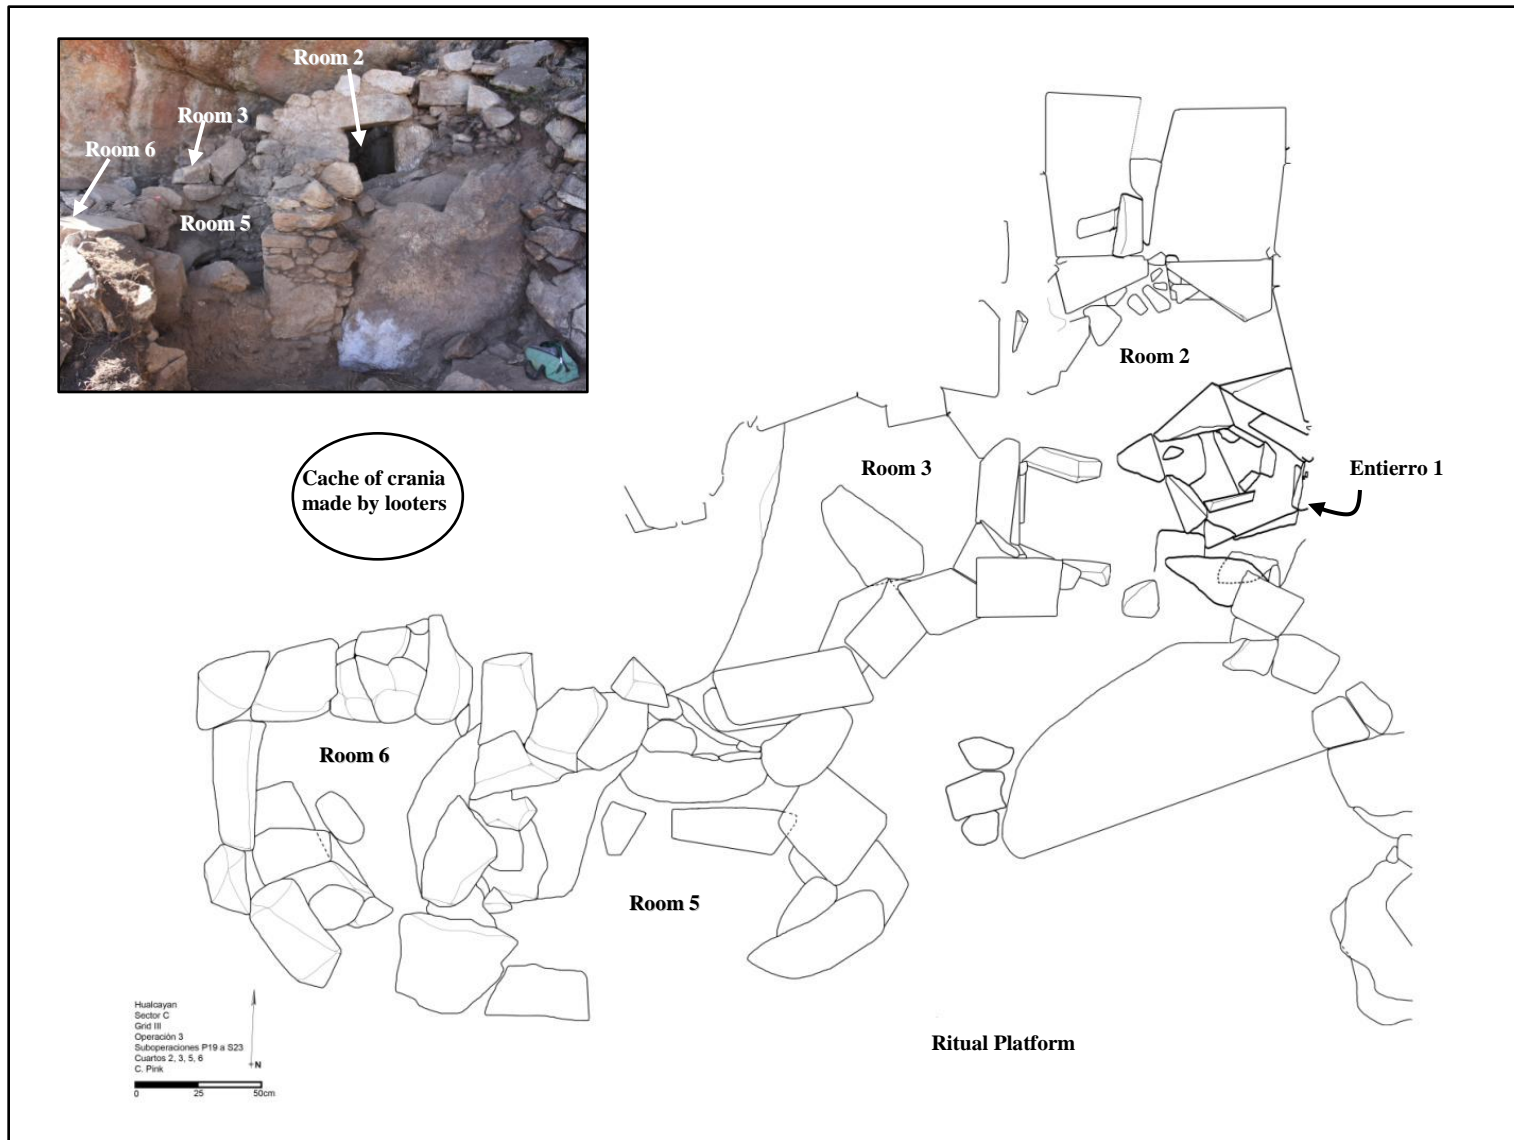 Room 2
Room 3
Room 6
Room 5
Room 2
Room 3
Entierro 1
Cache of crania
made by looters
Room 6
Room 5
Ritual Platform
Hualcayan
Sector C
Grid III
Operación 3
Suboperaciones P19 a S23
Cuartos 2, 3, 5, 6
C. Pink
N
0 25 50cm